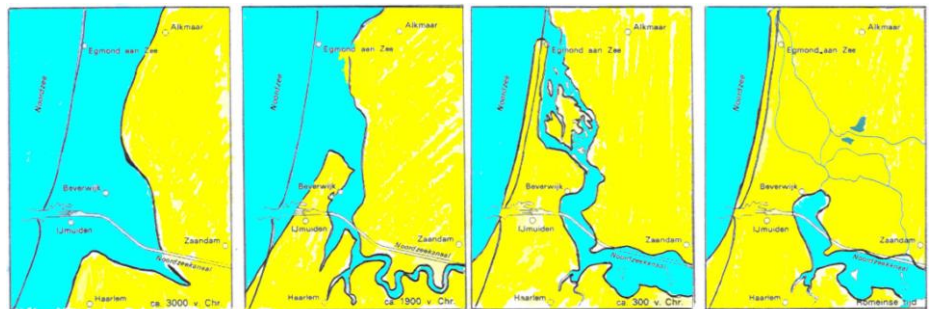 Alkmaar
Egmond aan Zee
Noordzee
Beverwijk
IJmuiden
Zaandam
Noordzeekanaal
Haarlem
ca. 3000 v. Chr.
Alkmaar
Egmond aan Zee
Noordzee
Beverwijk
IJmuiden
Zaandam
Noordzeekanaal
Haarlem
ca. 1900 v. Chr.
Alkmaar
Egmond aan Zee
Noordzee
Beverwijk
IJmuiden
Zaandam
Noordzeekanaal
Haarlem
ca. 300 v. Chr.
Alkmaar
Egmond aan Zee
Noordzee
Beverwijk
IJmuiden
Zaandam
Noordzeekanaal
Haarlem
Romeinse tijd